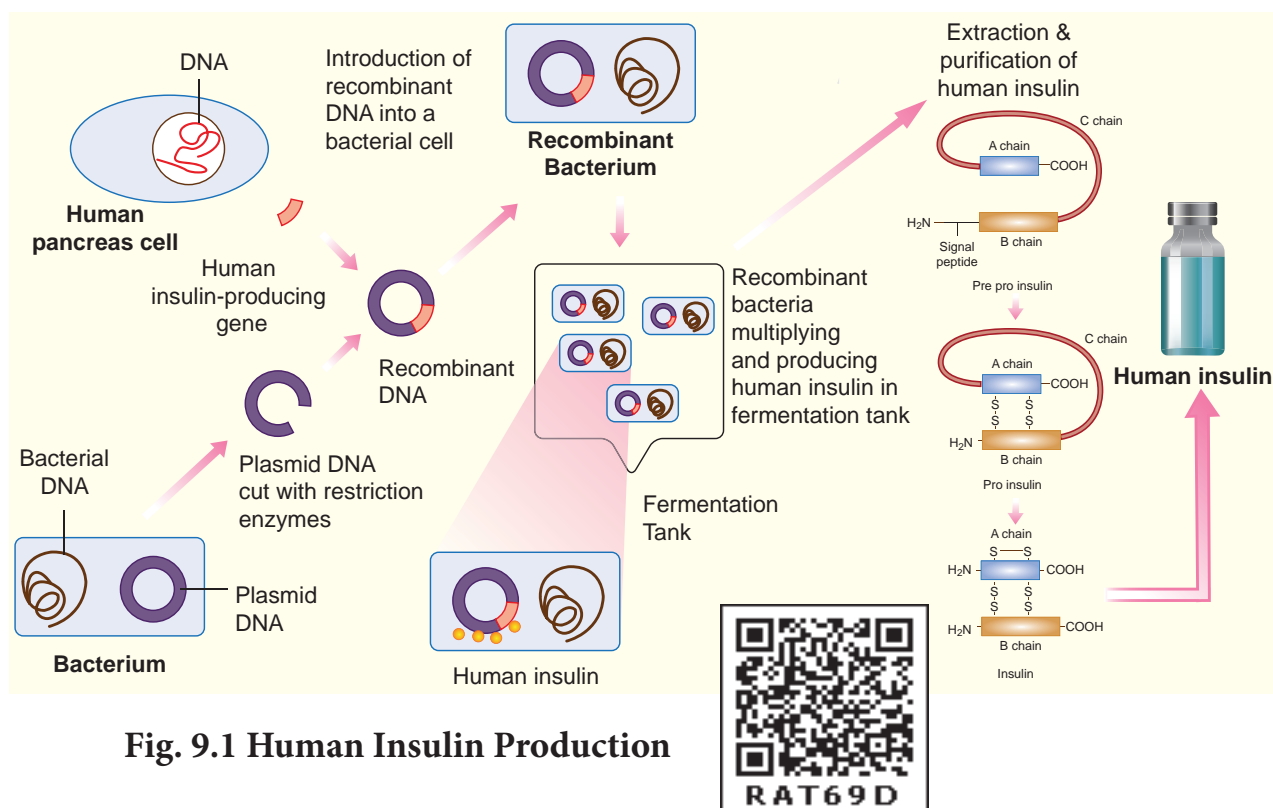 DNA
Human
pancreas cell
Introduction of
recombinant
DNA into a
bacterial cell
Recombinant
Bacterium
Human
insulin-producing
gene
Recombinant
DNA
Plasmid DNA
cut with restriction
enzymes
Bacterial
DNA
Plasmid
DNA
Bacterium
Recombinant
bacteria
multiplying
and producing
human insulin in
fermentation tank
Fermentation
Tank
Human insulin
Extraction &
purification of
human insulin
C chain
A chain
COOH
H₂N
B chain
Signal
peptide
Pre pro insulin
C chain
A chain
COOH
S S
S S
H₂N
B chain
Pro insulin
A chain
S S
H₂N COOH
S S
S S
H₂N COOH
B chain
Insulin
Human insulin
Fig. 9.1 Human Insulin Production
RAT69D